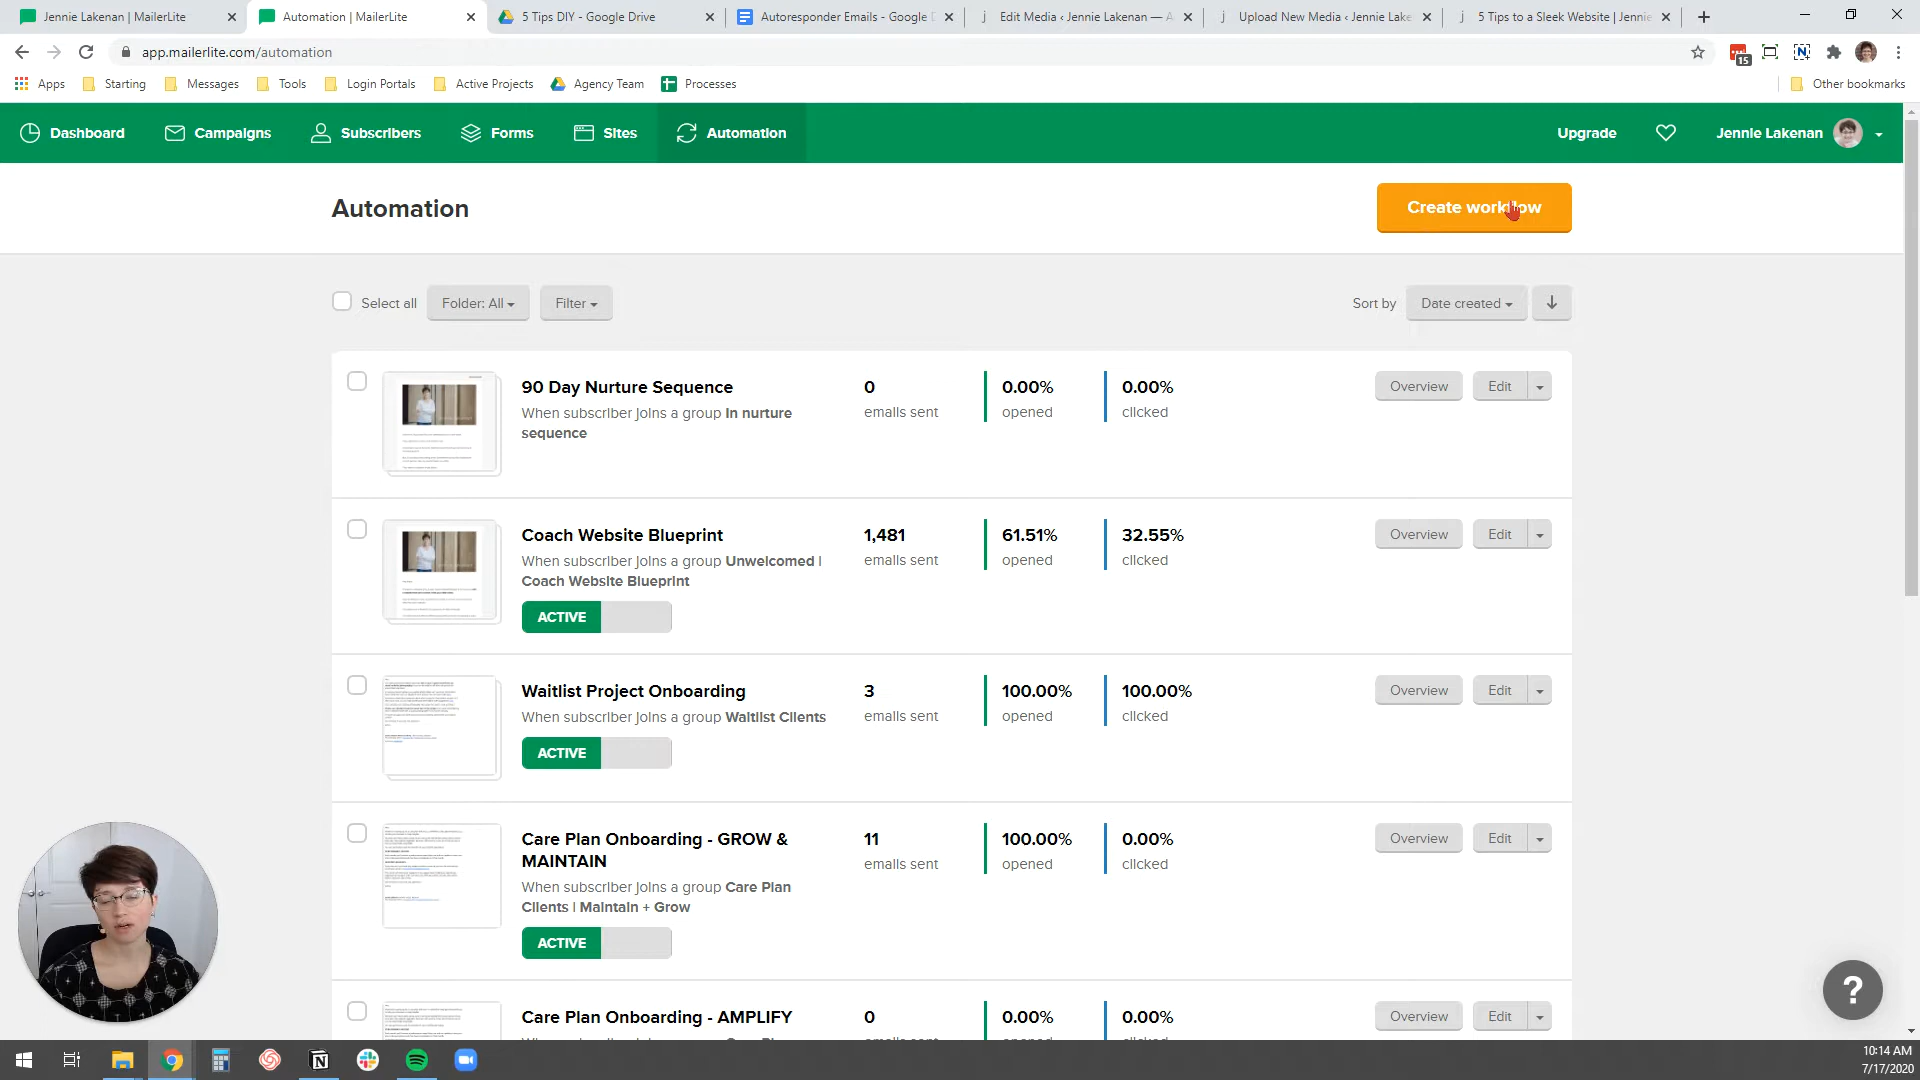 Jennie Lakenan | MailerLite
Automation | MailerLite
5 Tips DIY - Google Drive
Autoresponder Emails - Google D
Edit Media ‹ Jennie Lakenan — A
Upload New Media ‹ Jennie Lake
5 Tips to a Sleek Website | Jennie
app.mailerlite.com/automation
15
Apps
Starting
Messages
Tools
Login Portals
Active Projects
Agency Team
Processes
Other bookmarks
Dashboard
Campaigns
Subscribers
Forms
Sites
Automation
Upgrade
Jennie Lakenan
Automation
Create workflow
Select all
Folder: All
Filter
Sort by
Date created
90 Day Nurture Sequence
When subscriber joins a group In nurture
sequence
0
emails sent
0.00%
opened
0.00%
clicked
Overview
Edit
Coach Website Blueprint
When subscriber joins a group Unwelcomed |
Coach Website Blueprint
ACTIVE
1,481
emails sent
61.51%
opened
32.55%
clicked
Overview
Edit
Waitlist Project Onboarding
When subscriber joins a group Waitlist Clients
ACTIVE
3
emails sent
100.00%
opened
100.00%
clicked
Overview
Edit
Care Plan Onboarding - GROW &
MAINTAIN
When subscriber joins a group Care Plan
Clients | Maintain + Grow
ACTIVE
11
emails sent
100.00%
opened
0.00%
clicked
Overview
Edit
Care Plan Onboarding - AMPLIFY
0
0.00%
0.00%
Overview
Edit
?
10:14 AM
7/17/2020